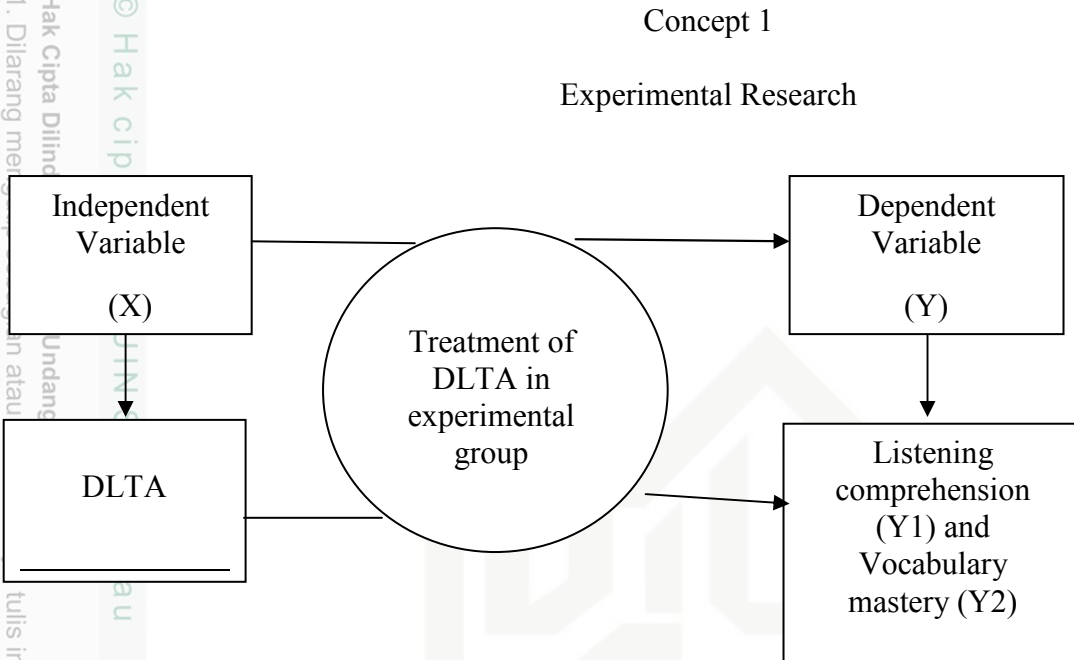 Concept 1
Experimental Research
Independent
Variable
(X)
Dependent
Variable
(Y)
Treatment of
DLTA in
experimental
group
DLTA
Listening
comprehension
(Y1) and
Vocabulary
mastery (Y2)
© Hak cip
Hak Cipta Dilind
Undang
1. Dilarang
an atau
tulis